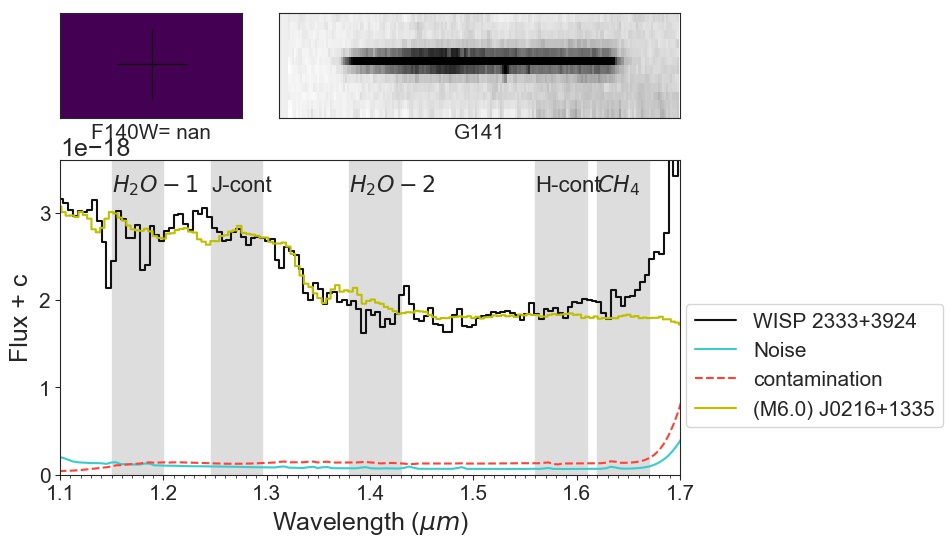 F140W= nan
G141
1e−18
H₂O − 1
J-cont
H₂O − 2
H-cont
CH₄
3
2
1
0
Flux + c
1.1 1.2 1.3 1.4 1.5 1.6 1.7
Wavelength (μm)
WISP 2333+3924
Noise
contamination
(M6.0) J0216+1335